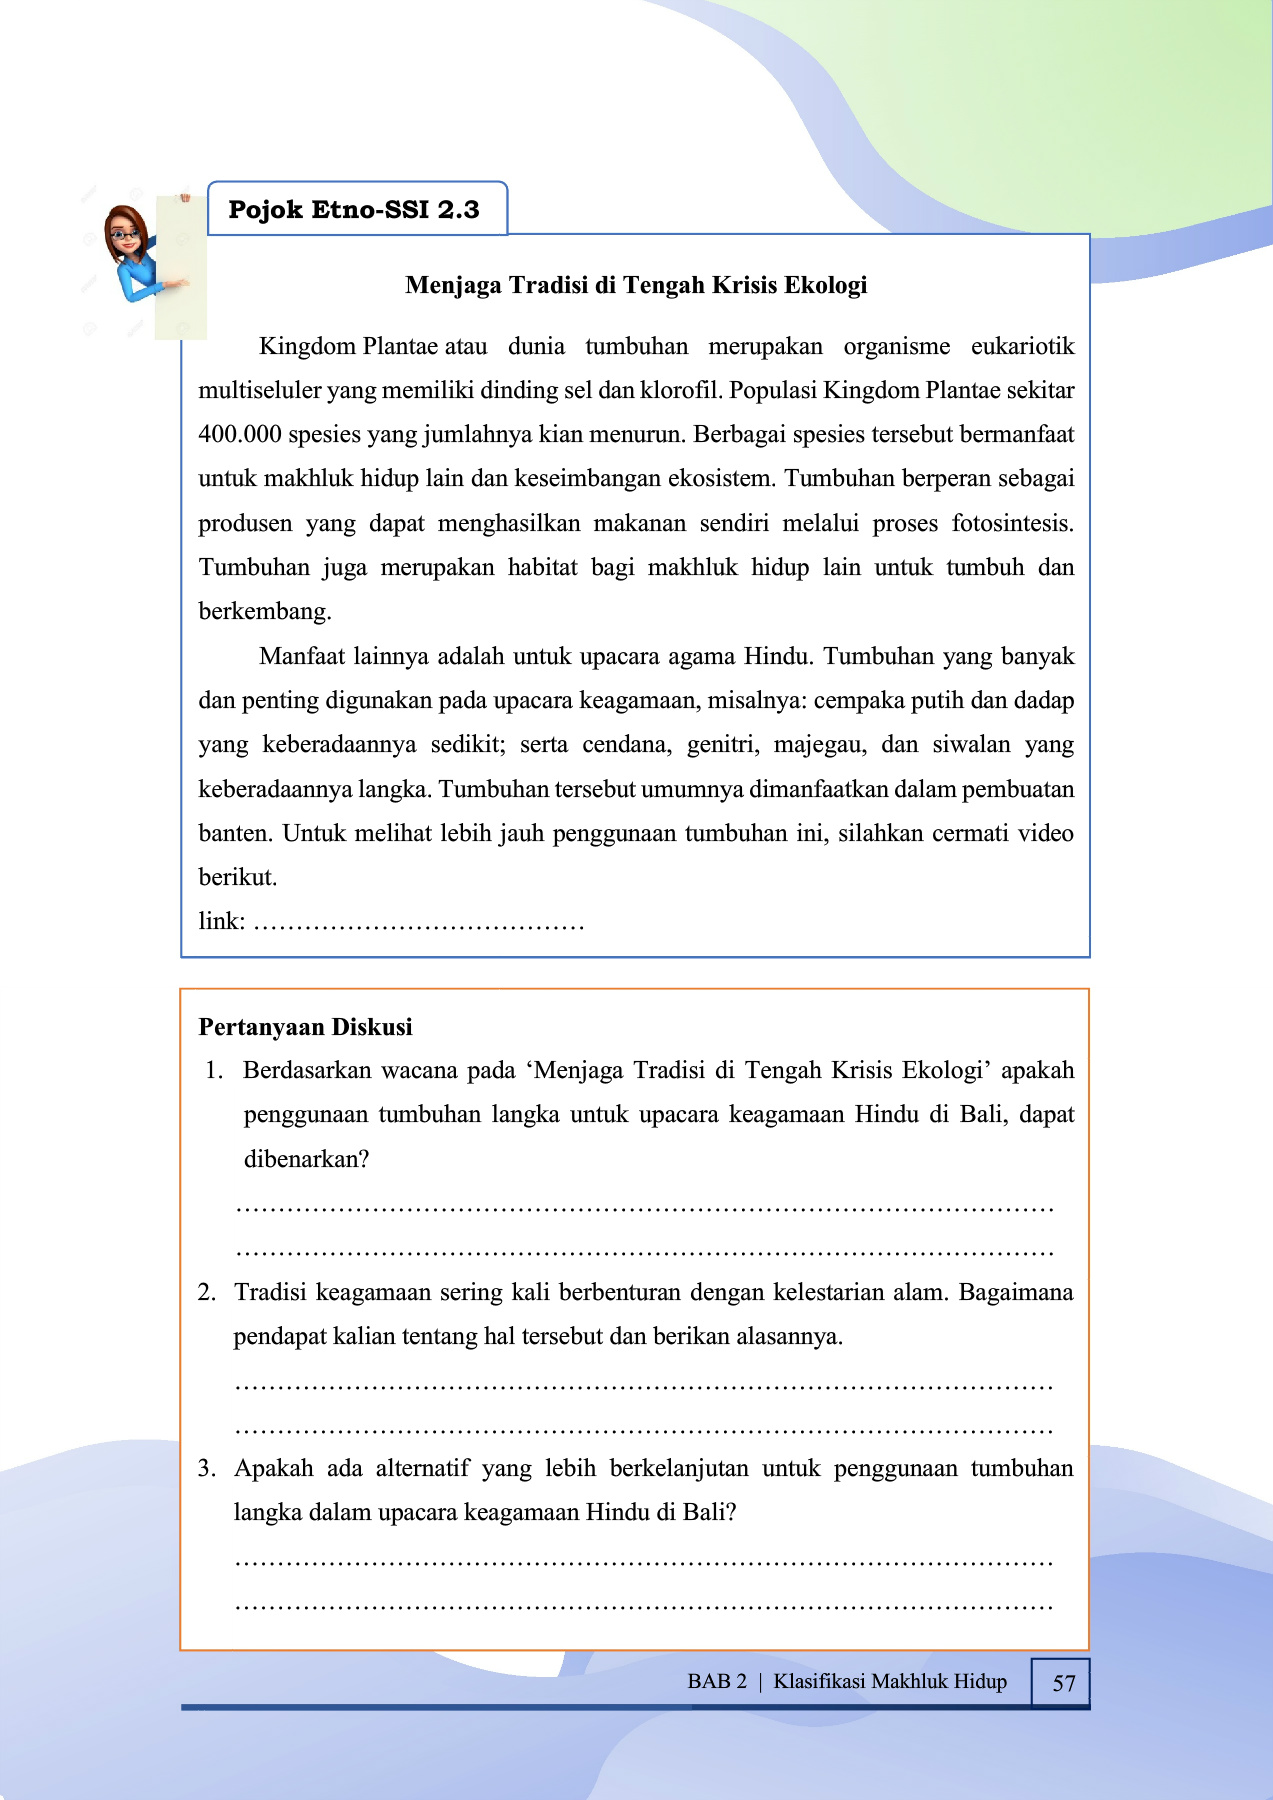 Pojok Etno-SSI 2.3
Menjaga Tradisi di Tengah Krisis Ekologi
Kingdom Plantae atau dunia tumbuhan merupakan organisme eukariotik
multiseluler yang memiliki dinding sel dan klorofil. Populasi Kingdom Plantae sekitar
400.000 spesies yang jumlahnya kian menurun. Berbagai spesies tersebut bermanfaat
untuk makhluk hidup lain dan keseimbangan ekosistem. Tumbuhan berperan sebagai
produsen yang dapat menghasilkan makanan sendiri melalui proses fotosintesis.
Tumbuhan juga merupakan habitat bagi makhluk hidup lain untuk tumbuh dan
berkembang.
Manfaat lainnya adalah untuk upacara agama Hindu. Tumbuhan yang banyak
dan penting digunakan pada upacara keagamaan, misalnya: cempaka putih dan dadap
yang keberadaannya sedikit; serta cendana, genitri, majegau, dan siwalan yang
keberadaannya langka. Tumbuhan tersebut umumnya dimanfaatkan dalam pembuatan
banten. Untuk melihat lebih jauh penggunaan tumbuhan ini, silahkan cermati video
berikut.
link: …………………………………
Pertanyaan Diskusi
1. Berdasarkan wacana pada ‘Menjaga Tradisi di Tengah Krisis Ekologi’ apakah
penggunaan tumbuhan langka untuk upacara keagamaan Hindu di Bali, dapat
dibenarkan?
……………………………………………………………………………………
……………………………………………………………………………………
2. Tradisi keagamaan sering kali berbenturan dengan kelestarian alam. Bagaimana
pendapat kalian tentang hal tersebut dan berikan alasannya.
……………………………………………………………………………………
……………………………………………………………………………………
3. Apakah ada alternatif yang lebih berkelanjutan untuk penggunaan tumbuhan
langka dalam upacara keagamaan Hindu di Bali?
……………………………………………………………………………………
……………………………………………………………………………………
BAB 2 | Klasifikasi Makhluk Hidup 57